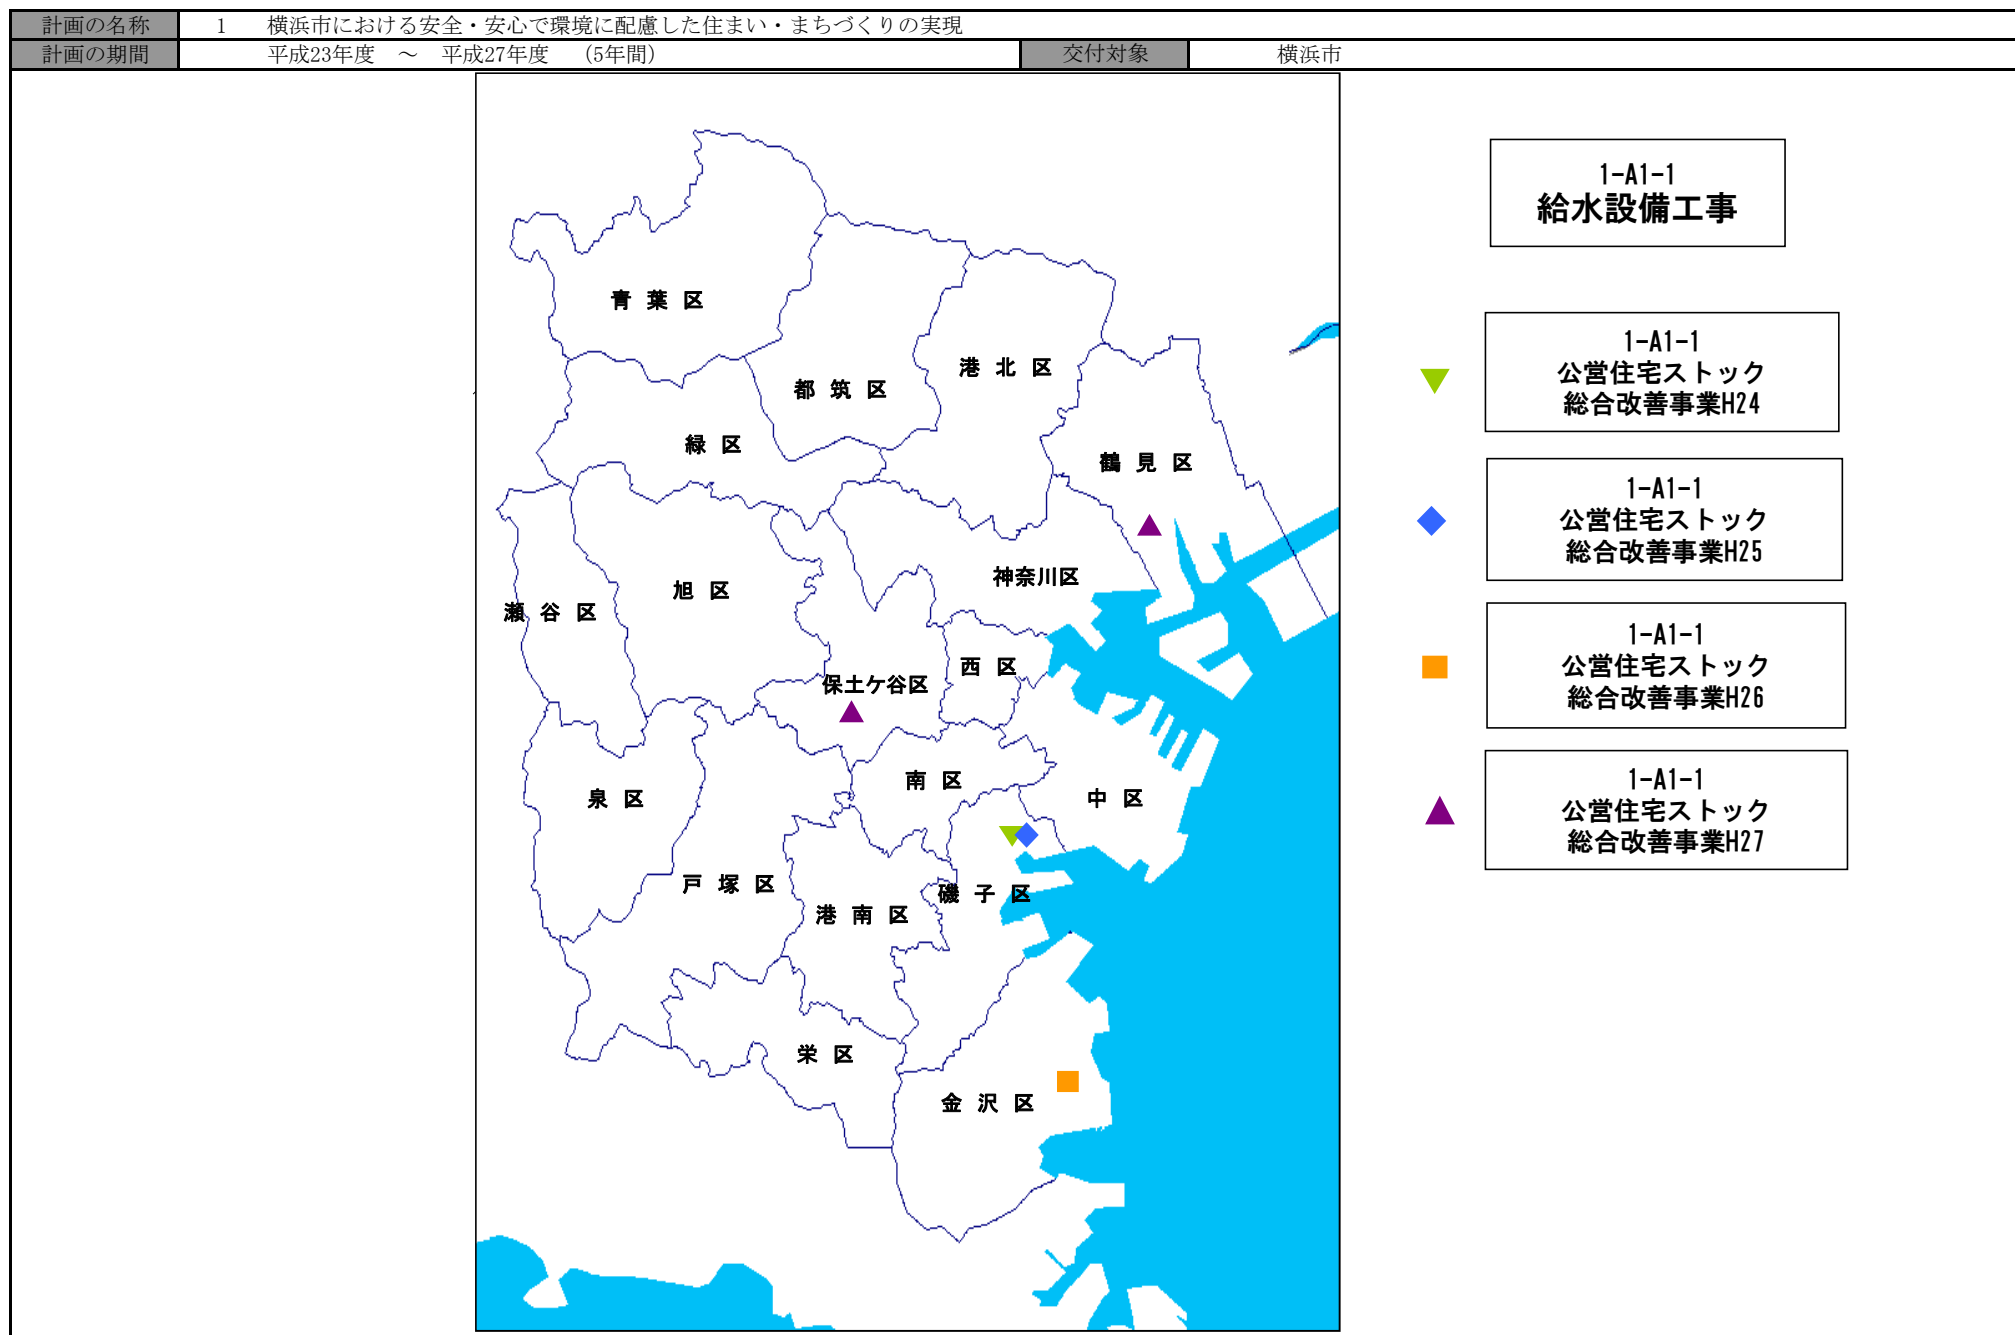 計画の名称 1 横浜市における安全・安心で環境に配慮した住まい・まちづくりの実現
計画の期間 平成23年度 ～ 平成27年度 (5年間) 交付対象 横浜市
1-A1-1
給水設備工事
1-A1-1
公営住宅ストック
総合改善事業H24
1-A1-1
公営住宅ストック
総合改善事業H25
1-A1-1
公営住宅ストック
総合改善事業H26
1-A1-1
公営住宅ストック
総合改善事業H27
青葉区
都筑区
港北区
緑区
鶴見区
神奈川区
旭区
瀬谷区
西区
保土ケ谷区
南区
中区
泉区
戸塚区
港南区
磯子区
栄区
金沢区